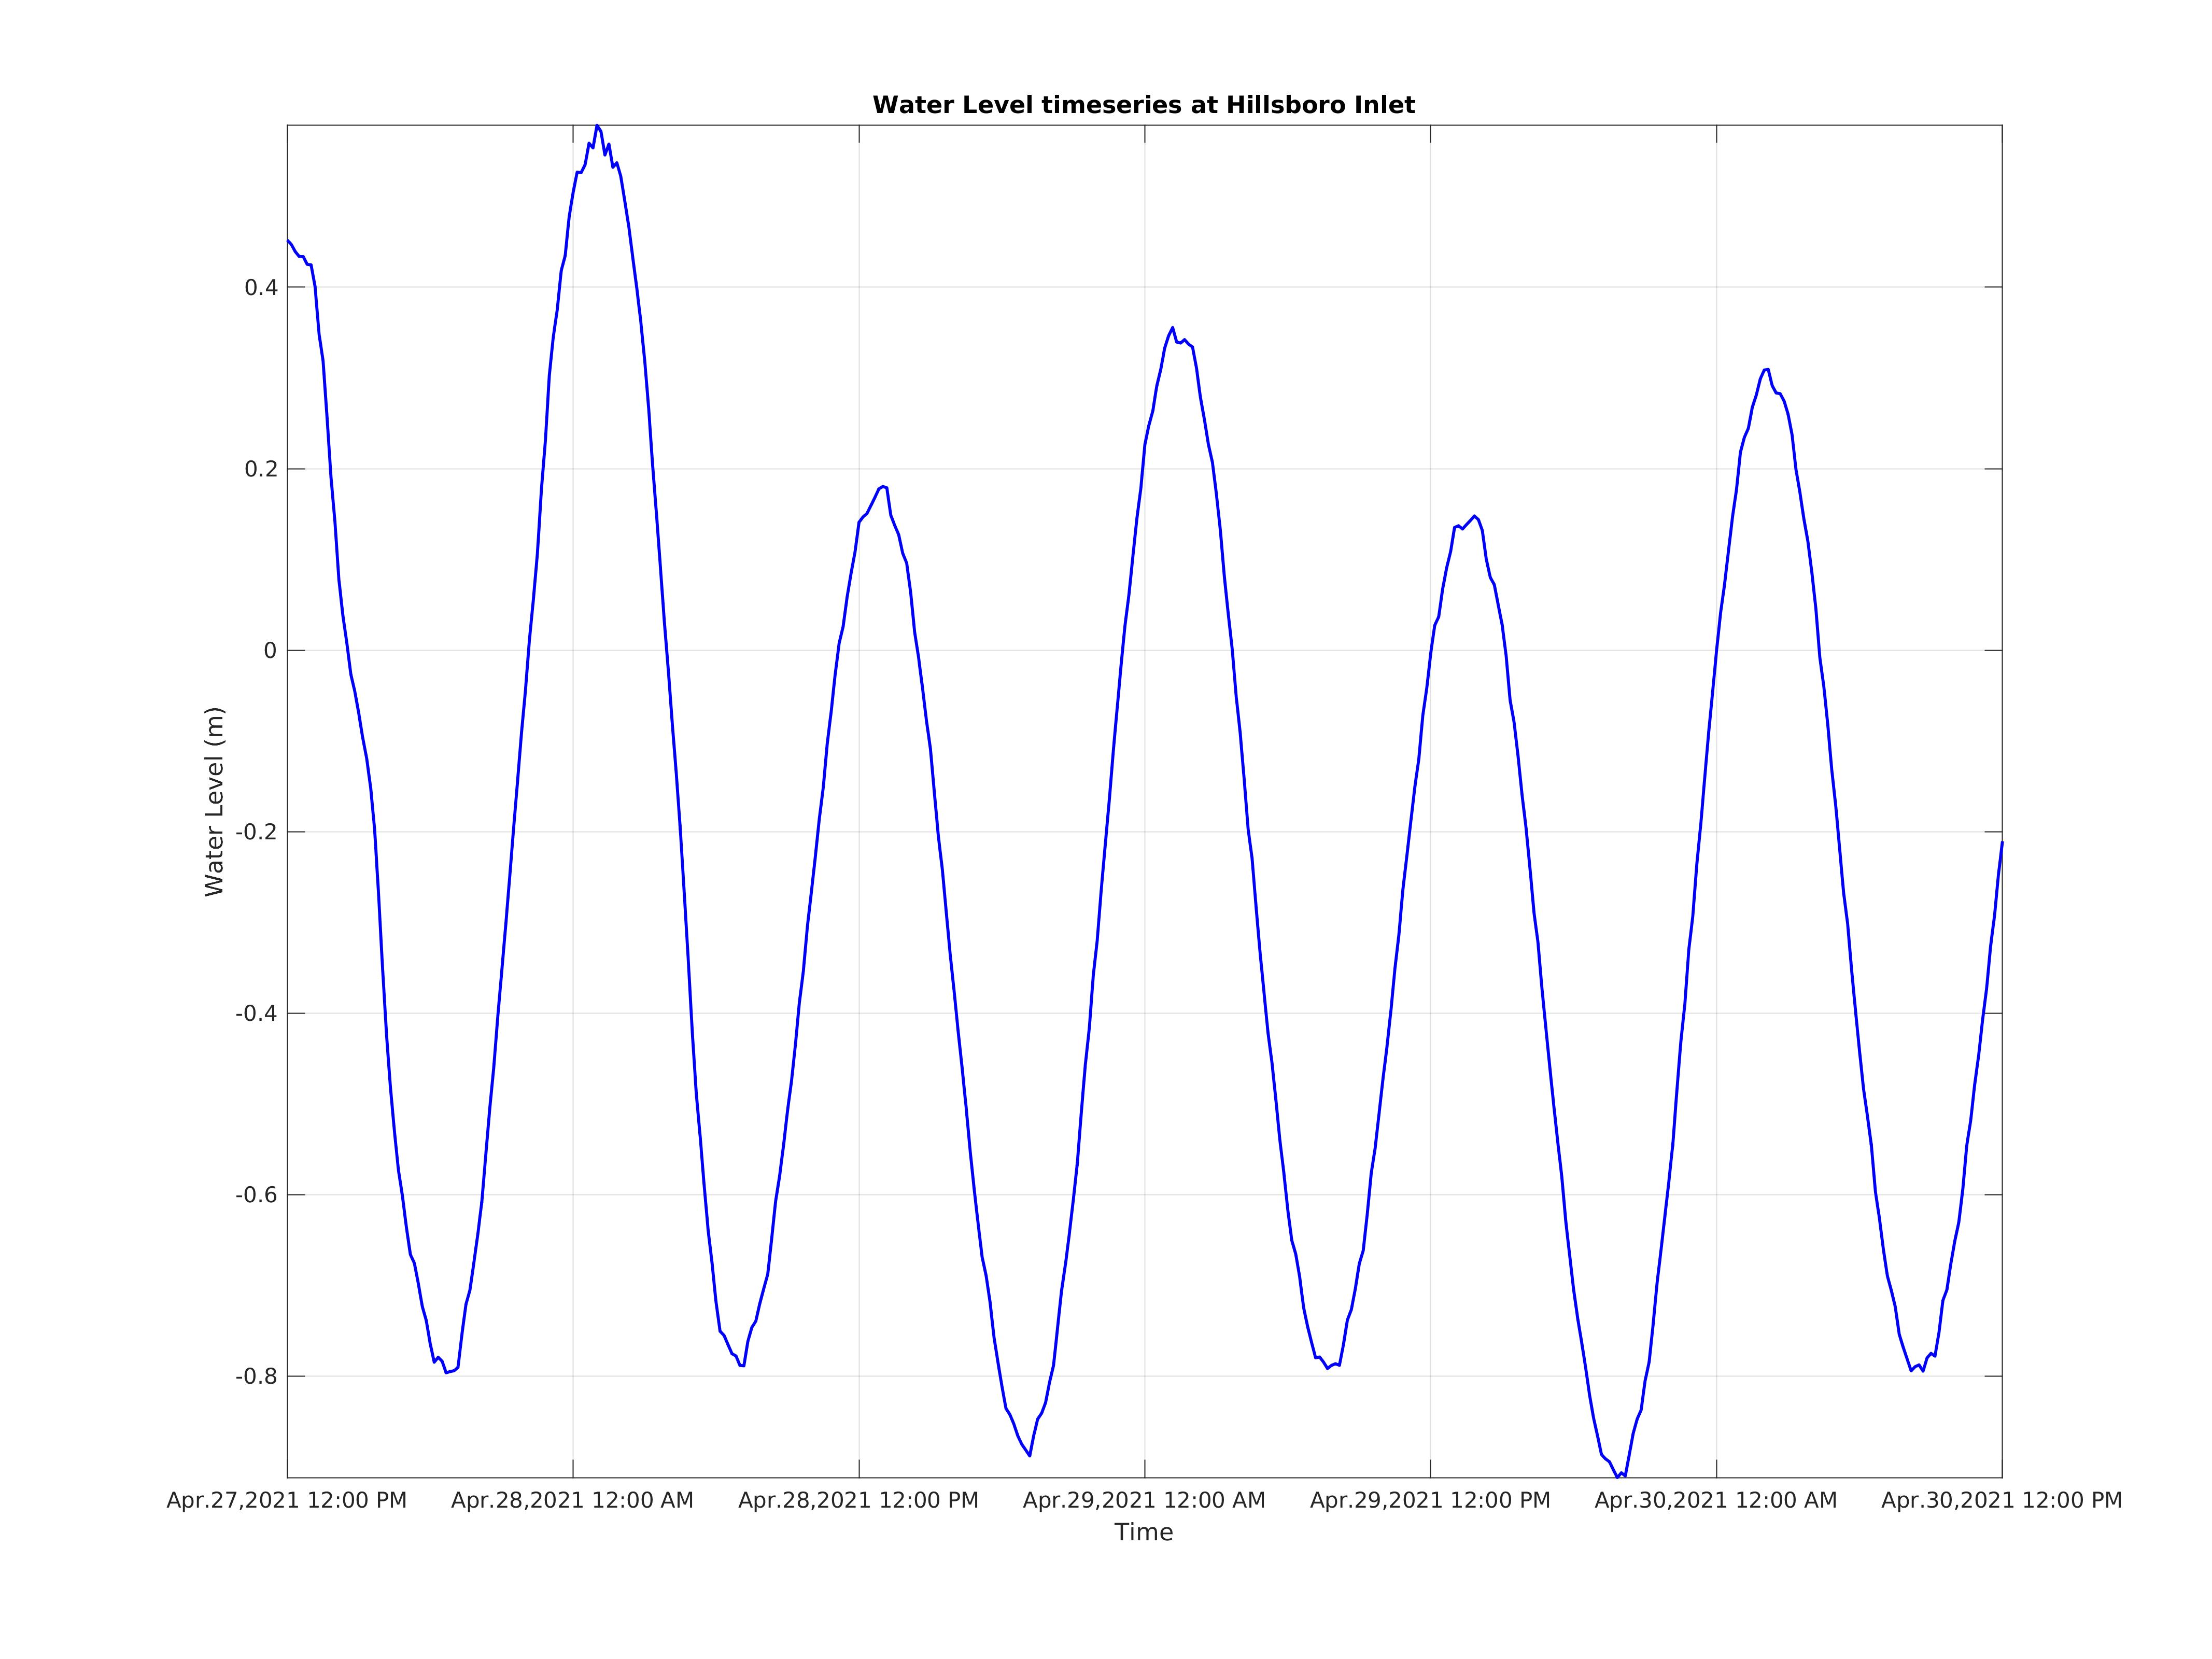 Water Level timeseries at Hillsboro Inlet
0.4
0.2
0
-0.2
-0.4
-0.6
-0.8
Water Level (m)
Apr.27,2021 12:00 PM
Apr.28,2021 12:00 AM
Apr.28,2021 12:00 PM
Apr.29,2021 12:00 AM
Apr.29,2021 12:00 PM
Apr.30,2021 12:00 AM
Apr.30,2021 12:00 PM
Time